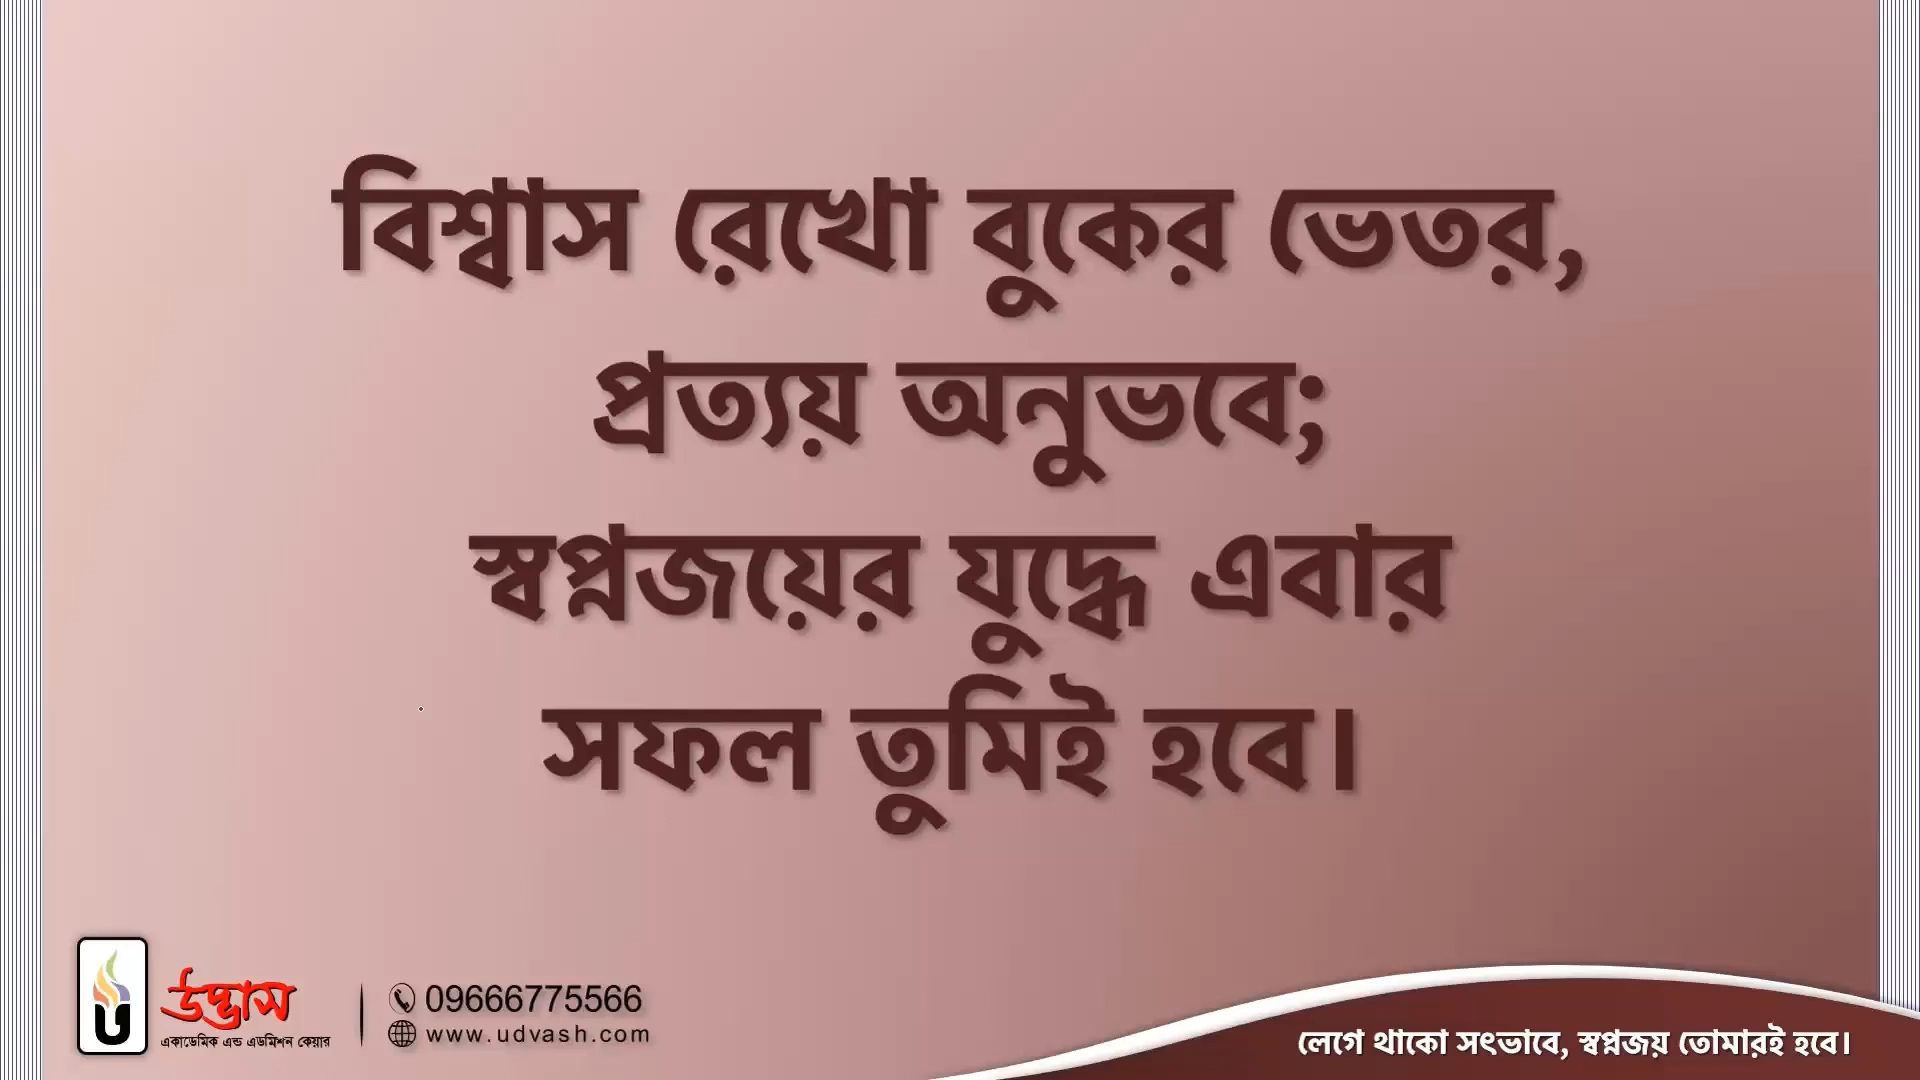 বিশ্বাস রেখো বুকের ভেতর,
প্রত্যয় অনুভবে;
স্বপ্নজয়ের যুদ্ধে এবার
সফল তুমিই হবে।
U
উদ্ভাস
একাডেমিক এন্ড এডমিশন কেয়ার
09666775566
www.udvash.com
লেগে থাকো সৎভাবে, স্বপ্নজয় তোমারই হবে।